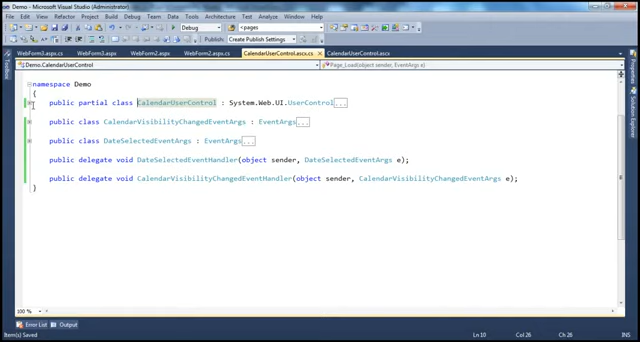 Demo - Microsoft Visual Studio (Administrator)
File Edit View Refactor Project Build Debug Team Data Tools Architecture Test Analyze Window Help
Debug <pages
Publish: Create Publish Settings
WebForm3.aspx.cs WebForm3.aspx WebForm2.aspx WebForm2.aspx.cs CalendarUserControl.ascx.cs × CalendarUserControl.ascx
Demo.CalendarUserControl Page_Load(object sender, EventArgs e)
Toolbox
Properties
Solution Explorer
namespace Demo
{
public partial class CalendarUserControl : System.Web.UI.UserControl...
public class CalendarVisibilityChangedEventArgs : EventArgs...
public class DateSelectedEventArgs : EventArgs...
public delegate void DateSelectedEventHandler(object sender, DateSelectedEventArgs e);
public delegate void CalendarVisibilityChangedEventHandler(object sender, CalendarVisibilityChangedEventArgs e);
}
100 %
Error List Output
Item(s) Saved Ln 10 Col 26 Ch 26 INS